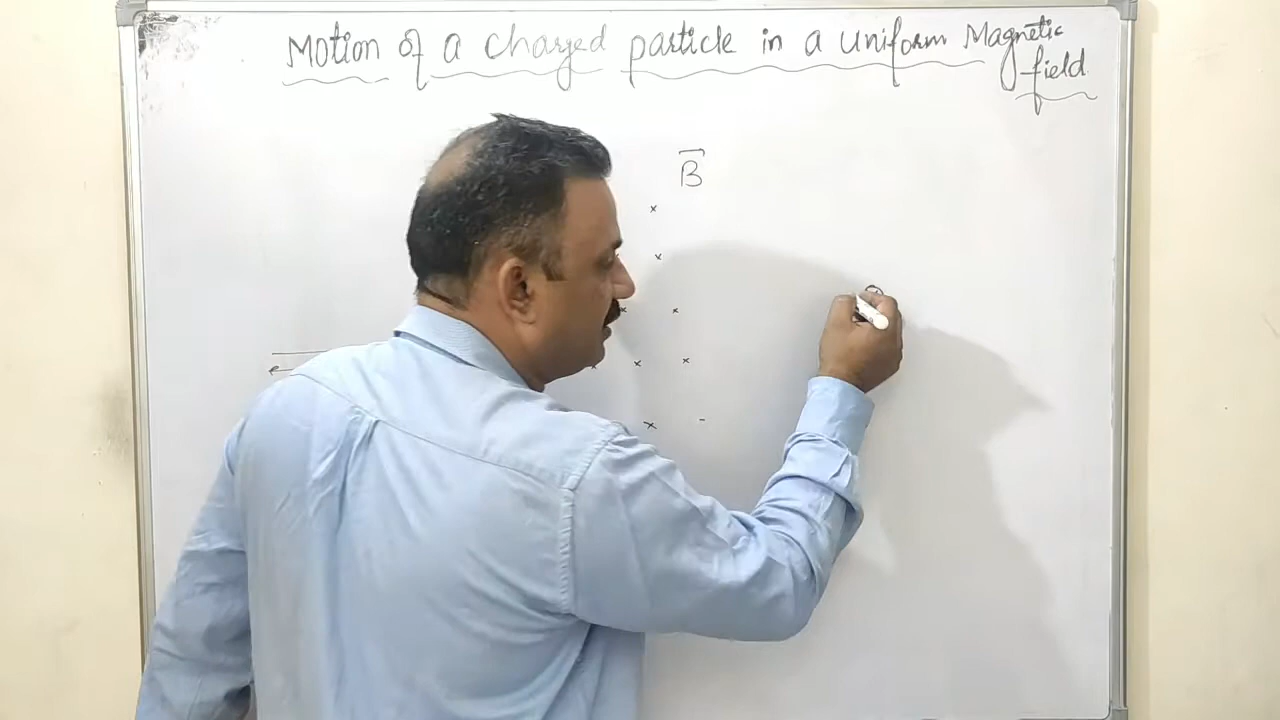 Motion of a charged particle in a uniform Magnetic
field
B